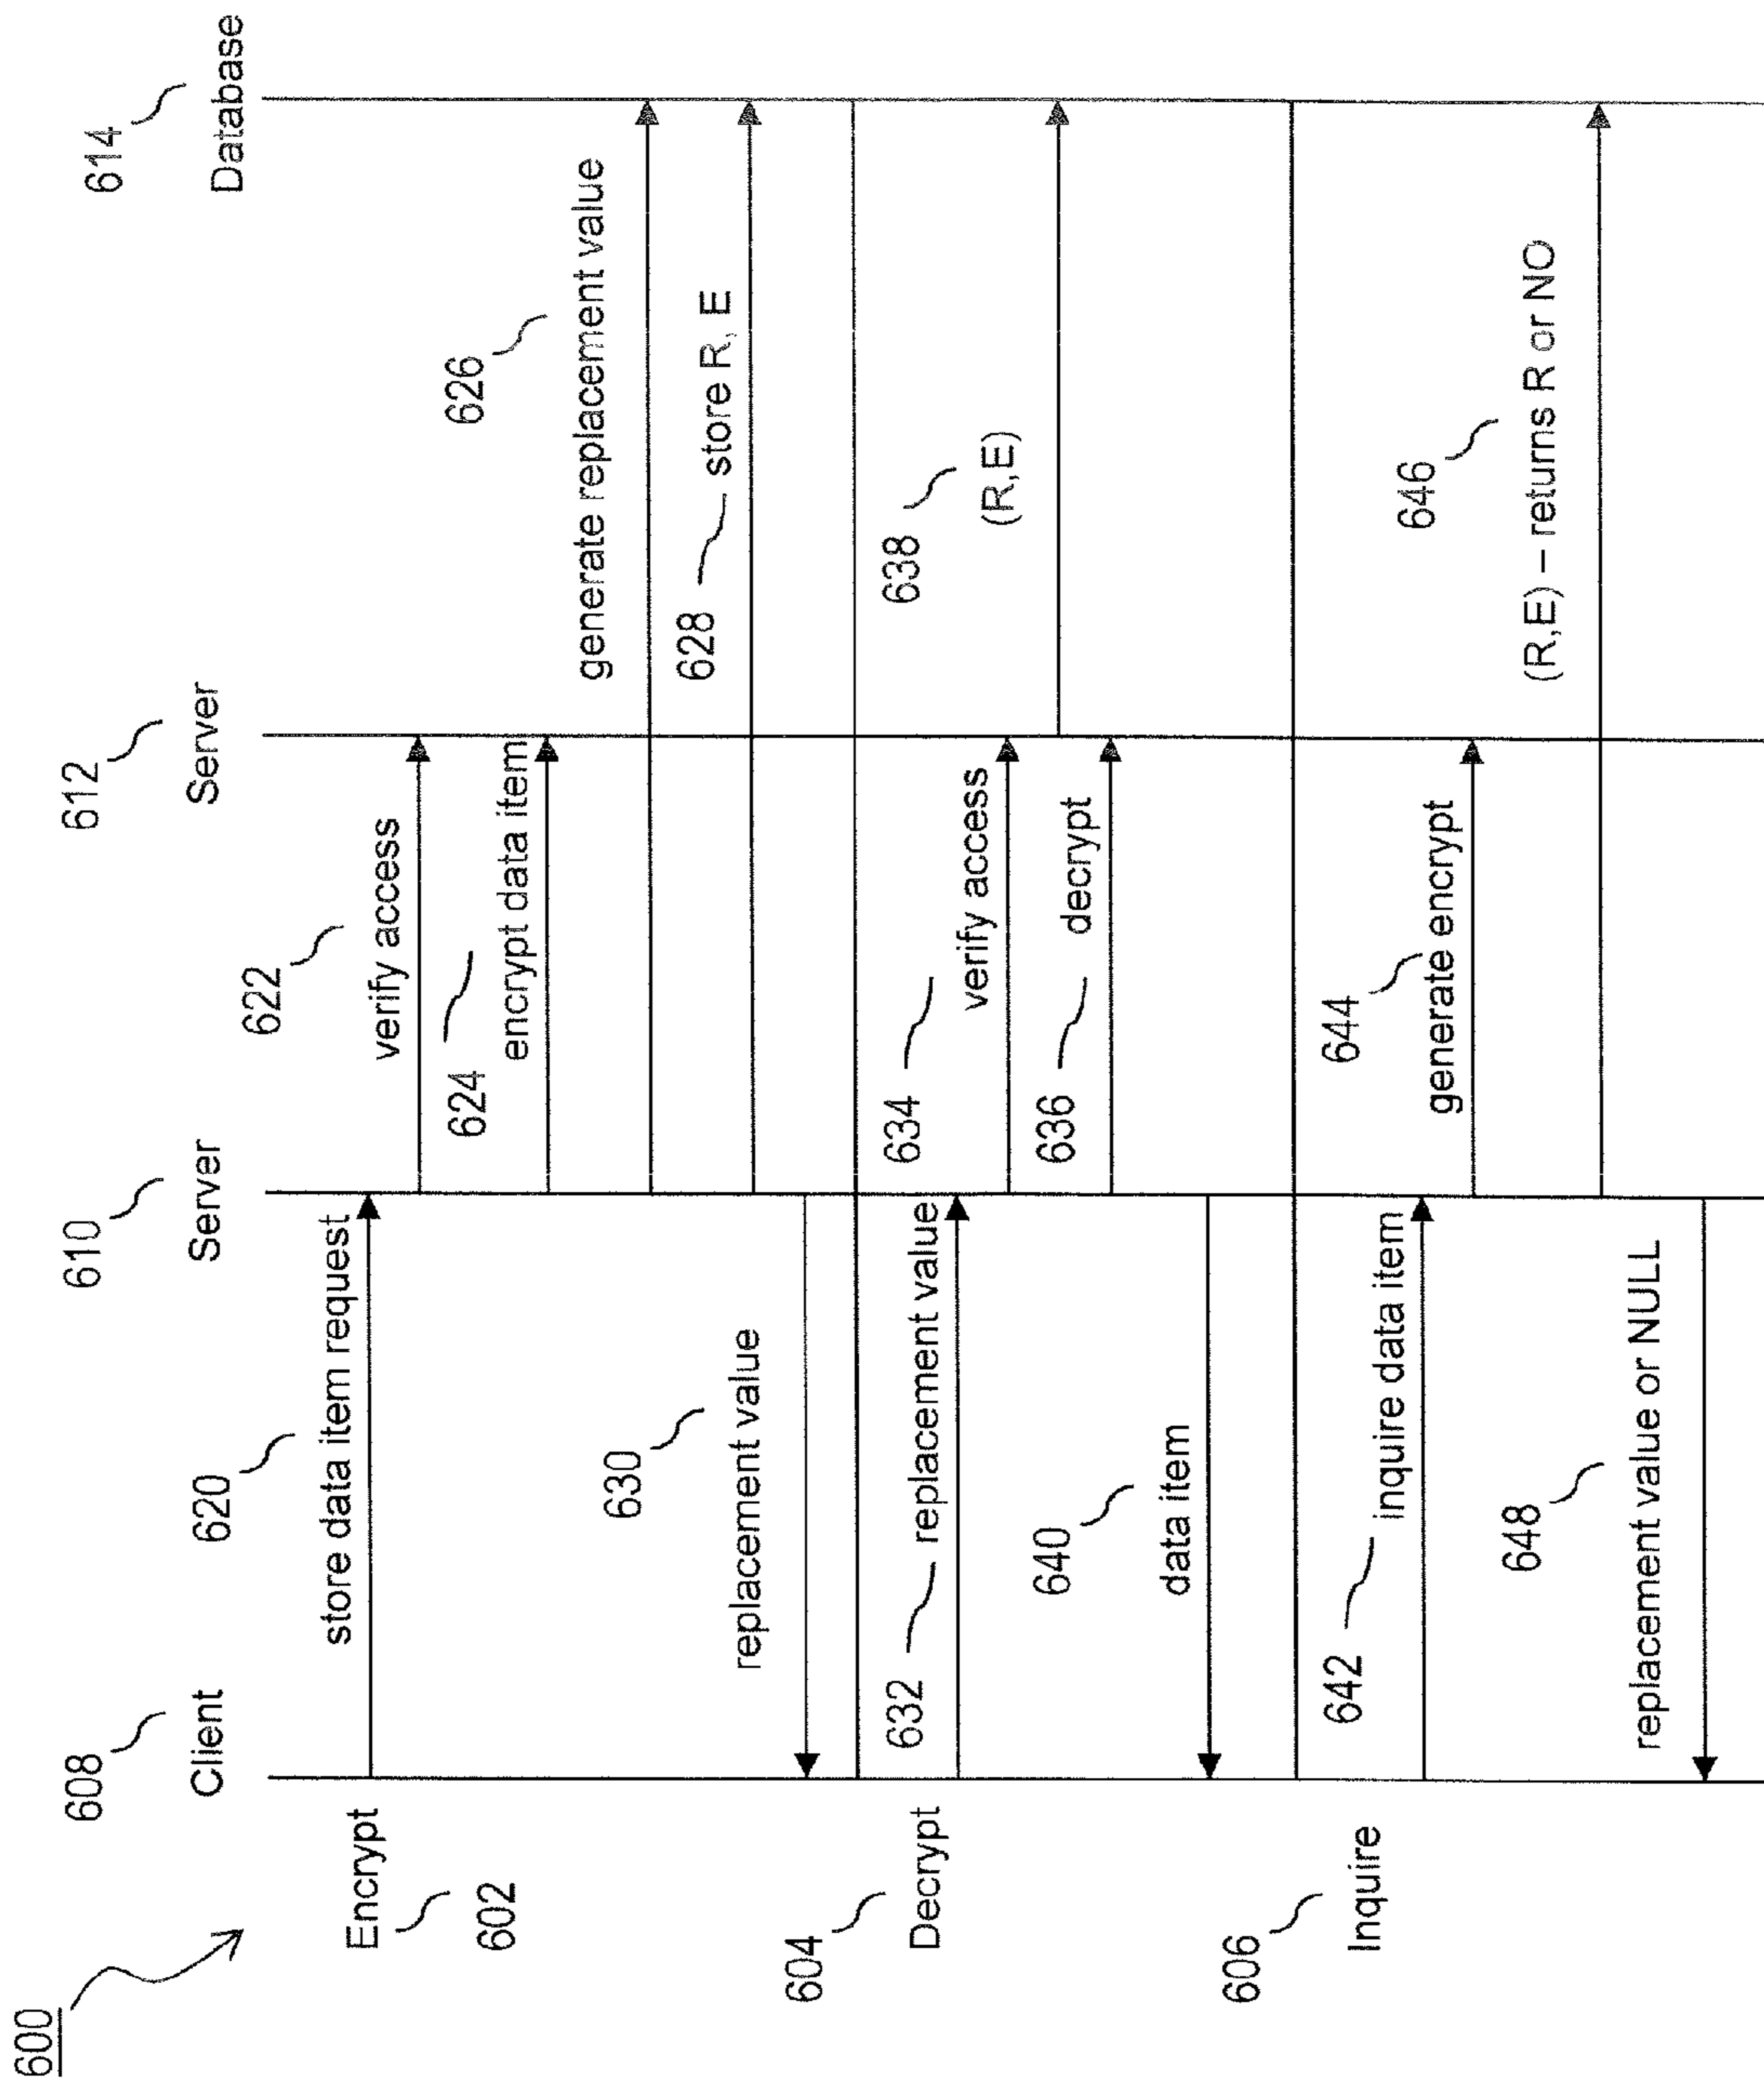 600
608
Client
610
Server
612
Server
614
Database
Encrypt
602
620
store data item request
622
verify access
624
encrypt data item
626
generate replacement value
628 store R, E
630
replacement value
604
Decrypt
632 replacement value
634 verify access
638
(R,E)
636 decrypt
640
data item
606
Inquire
642 inquire data item
644
generate encrypt
646
(R,E) – returns R or NO
648
replacement value or NULL